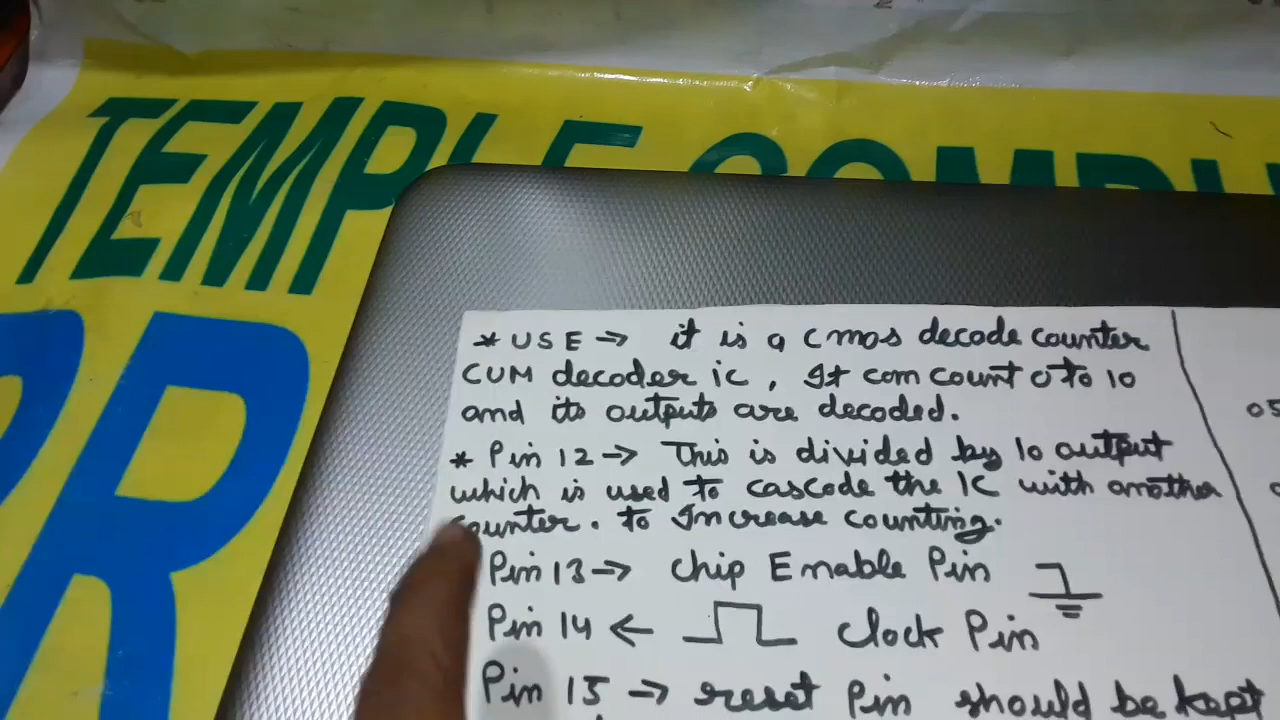 TEMPLE COMPL
R
* USE → it is a Cmos decode counter
CUM decoder ic, It can count 0 to 10
and its outputs are decoded.
* Pin 12 → This is divided by 10 output
which is used to cascode the IC with another
counter. to Increase counting.
Pin 13 → chip Enable Pin
Pin 14 ← clock Pin
Pin 15 → reset Pin should be kept
05